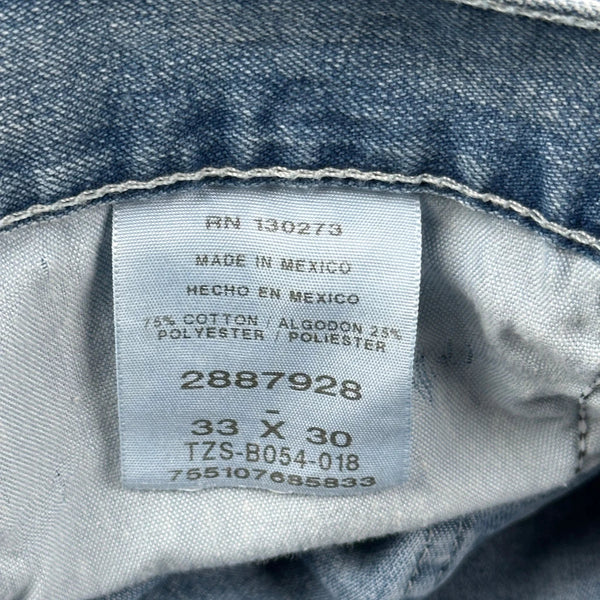 RN 130273
MADE IN MEXICO
HECHO EN MEXICO
75% COTTON / ALGODON 25%
POLYESTER / POLIESTER
2887928
-
33 X 30
TZS-B054-018
755107685833